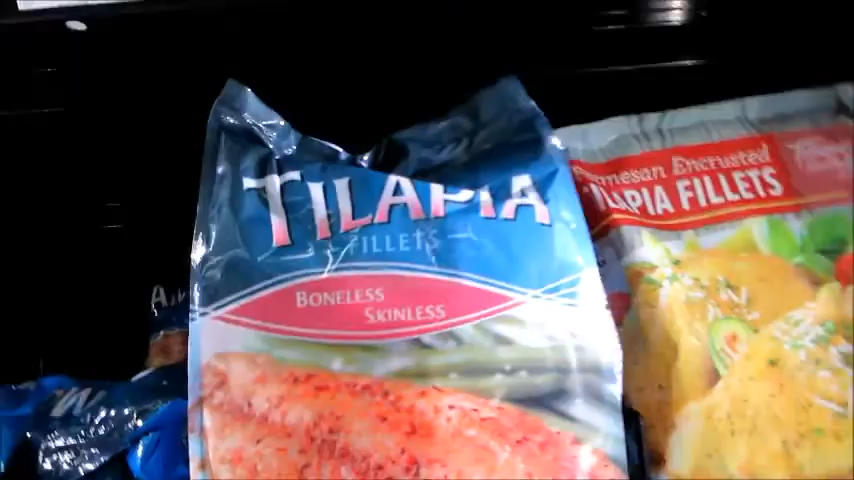 TILAPIA
FILLETS
BONELESS
SKINLESS
Parmesan Encrusted
TILAPIA FILLETS